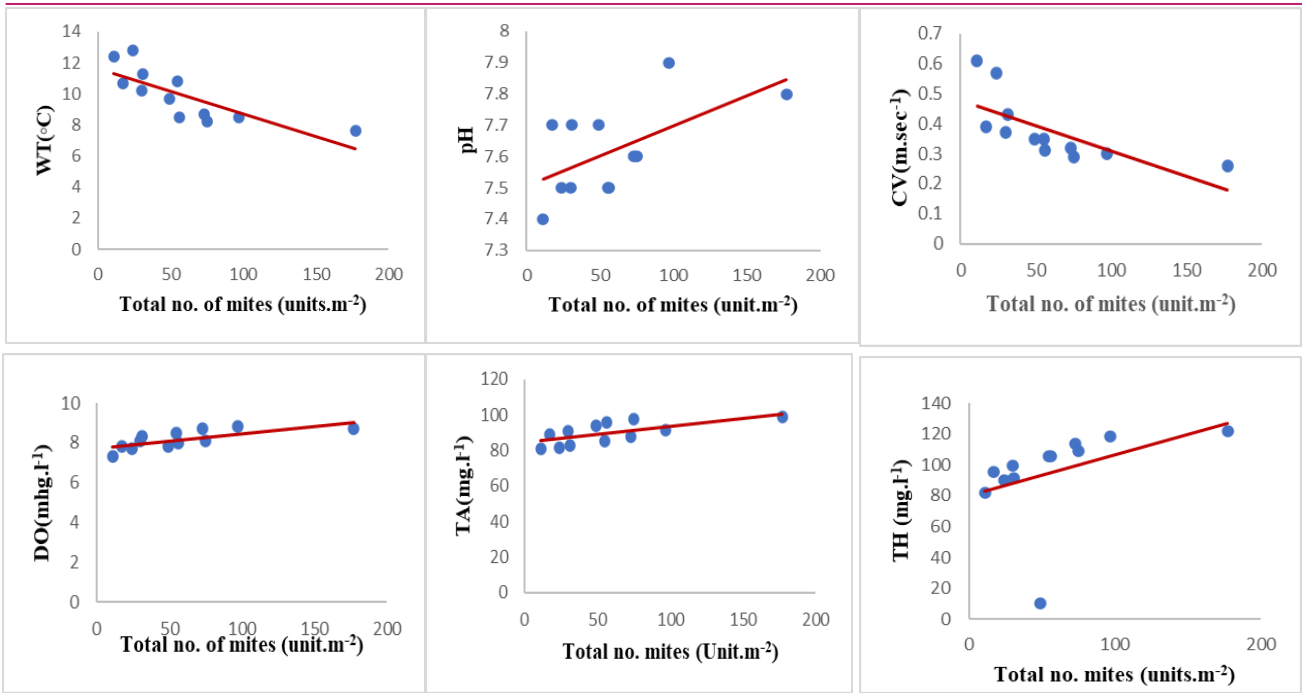 14
12
10
8
6
4
2
0
WT(◦C)
0 50 100 150 200
Total no. of mites (units.m-2)
8
7.9
7.8
7.7
7.6
7.5
7.4
7.3
pH
0 50 100 150 200
Total no. of mites (unit.m-2)
0.7
0.6
0.5
0.4
0.3
0.2
0.1
0
CV(m.sec-1)
0 50 100 150 200
Total no. of mites (units.m-2)
10
8
6
4
2
0
DO(mhg.l-1)
0 50 100 150 200
Total no. of mites (unit.m-2)
120
100
80
60
40
20
0
TA(mg.l-1)
0 50 100 150 200
Total no. mites (Unit.m-2)
140
120
100
80
60
40
20
0
TH (mg.l-1)
0 100 200
Total no. mites (units.m-2)